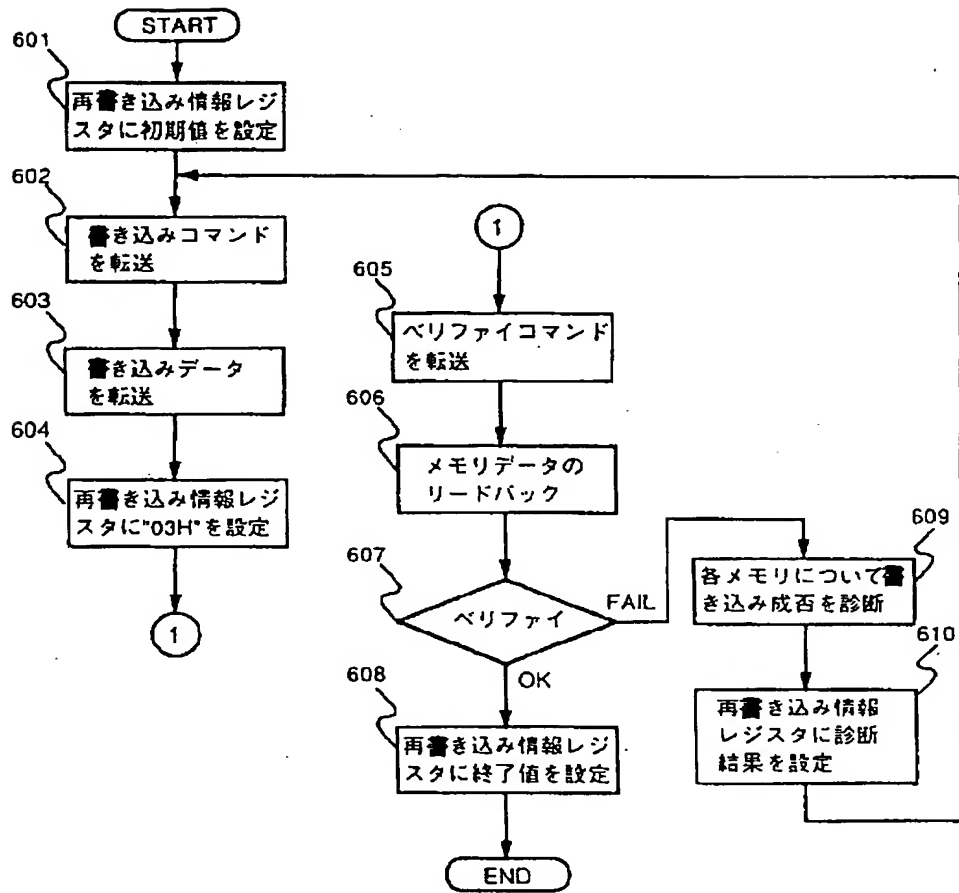 START
601
再書き込み情報レジ
スタに初期値を設定
602
書き込みコマンド
を転送
603
書き込みデータ
を転送
604
再書き込み情報レジ
スタに"03H"を設定
1
1
605
ベリファイコマンド
を転送
606
メモリデータの
リードバック
607
ベリファイ
FAIL
OK
608
再書き込み情報レジ
スタに終了値を設定
END
609
各メモリについて書
き込み成否を診断
610
再書き込み情報
レジスタに診断
結果を設定